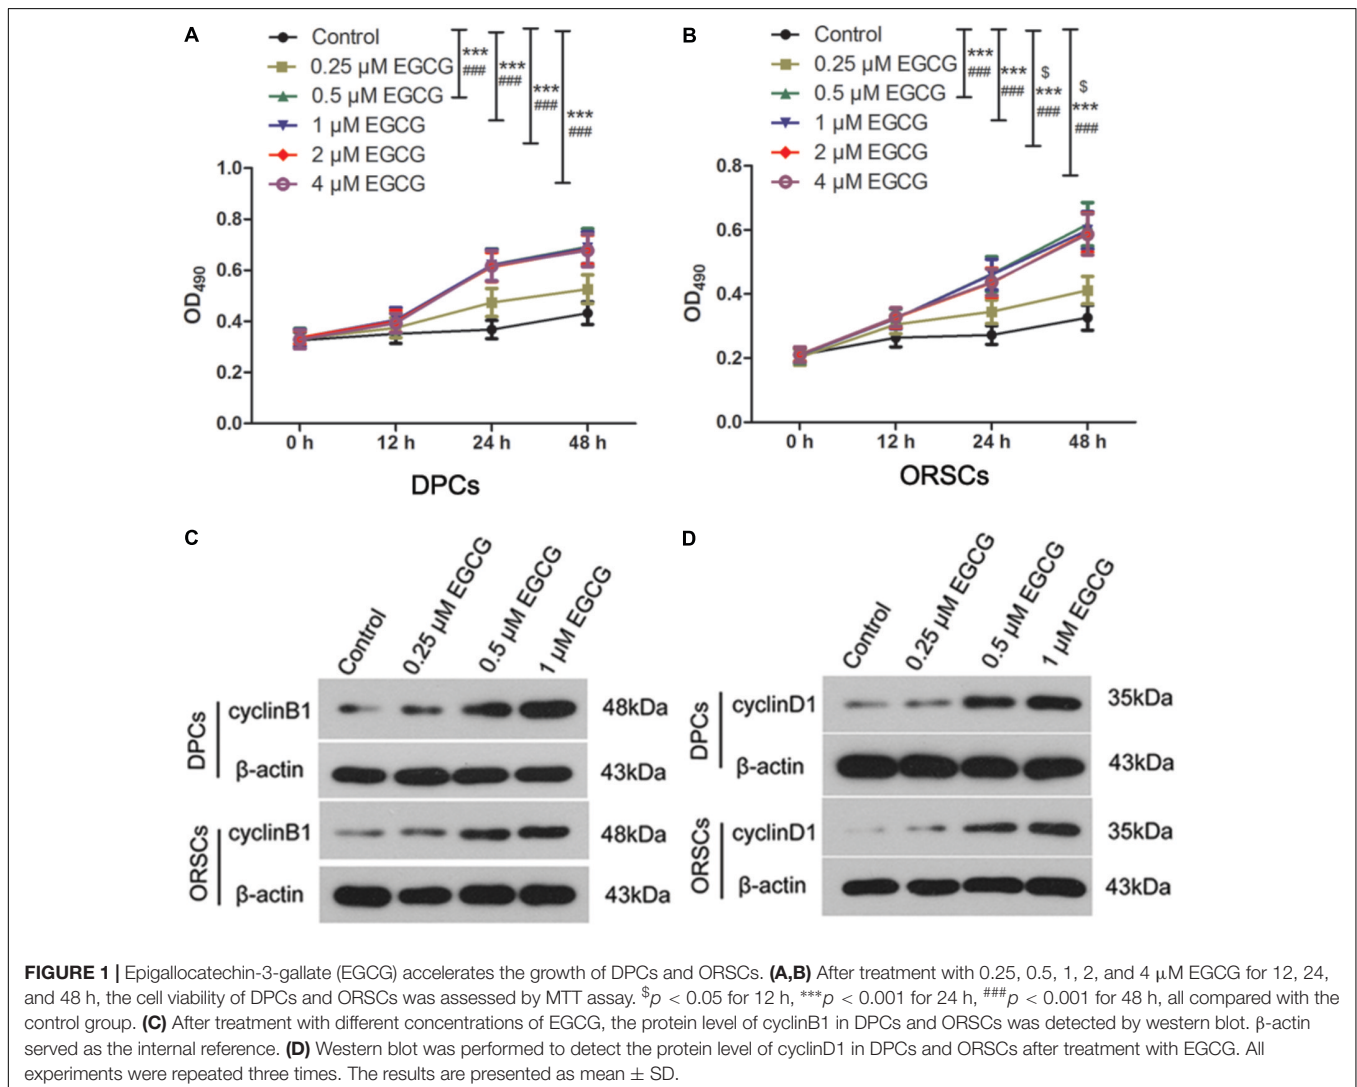 A
Control
0.25 µM EGCG
0.5 µM EGCG
1 µM EGCG
2 µM EGCG
4 µM EGCG
***
###
***
###
***
###
***
###
OD490
1.0
0.8
0.6
0.4
0.2
0.0
0 h 12 h 24 h 48 h
DPCs
B
Control
0.25 µM EGCG
0.5 µM EGCG
1 µM EGCG
2 µM EGCG
4 µM EGCG
***
###
***
###
$
***
###
$
***
###
OD490
0.8
0.6
0.4
0.2
0.0
0 h 12 h 24 h 48 h
ORSCs
C
Control 0.25 µM EGCG 0.5 µM EGCG 1 µM EGCG
DPCs
cyclinB1 48kDa
β-actin 43kDa
ORSCs
cyclinB1 48kDa
β-actin 43kDa
D
Control 0.25 µM EGCG 0.5 µM EGCG 1 µM EGCG
DPCs
cyclinD1 35kDa
β-actin 43kDa
ORSCs
cyclinD1 35kDa
β-actin 43kDa
FIGURE 1 | Epigallocatechin-3-gallate (EGCG) accelerates the growth of DPCs and ORSCs. (A,B) After treatment with 0.25, 0.5, 1, 2, and 4 µM EGCG for 12, 24,
and 48 h, the cell viability of DPCs and ORSCs was assessed by MTT assay. $p < 0.05 for 12 h, ***p < 0.001 for 24 h, ###p < 0.001 for 48 h, all compared with the
control group. (C) After treatment with different concentrations of EGCG, the protein level of cyclinB1 in DPCs and ORSCs was detected by western blot. β-actin
served as the internal reference. (D) Western blot was performed to detect the protein level of cyclinD1 in DPCs and ORSCs after treatment with EGCG. All
experiments were repeated three times. The results are presented as mean ± SD.